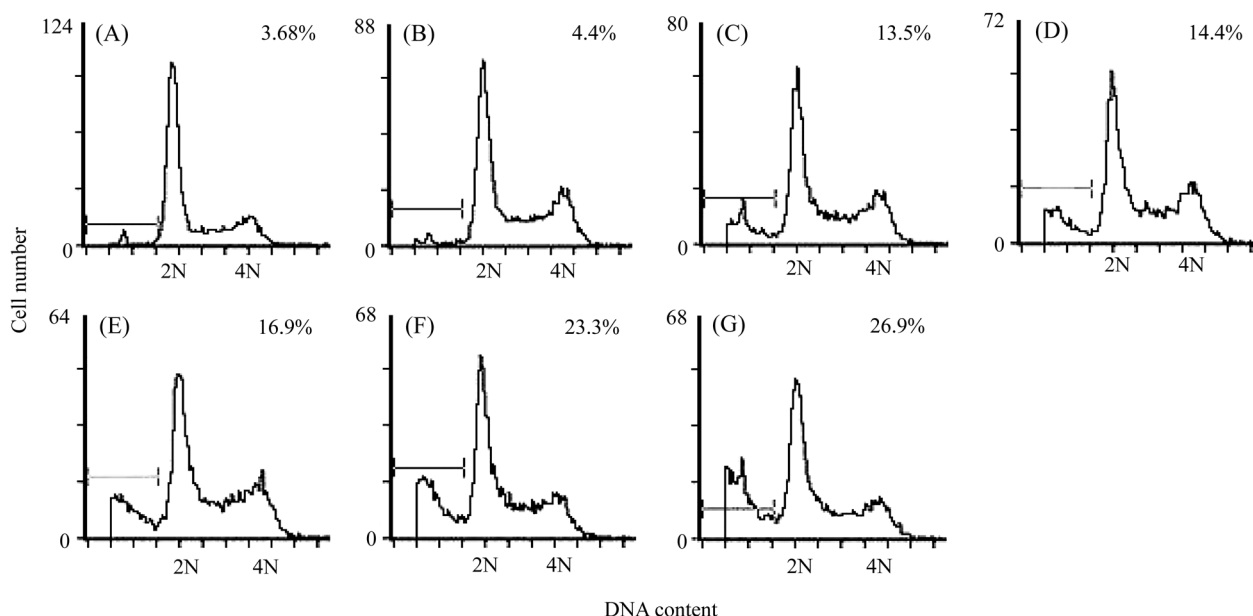 124 (A) 3.68%
88 (B) 4.4%
80 (C) 13.5%
72 (D) 14.4%
0 2N 4N
0 2N 4N
0 2N 4N
0 2N 4N
Cell number
64 (E) 16.9%
68 (F) 23.3%
68 (G) 26.9%
0 2N 4N
0 2N 4N
0 2N 4N
DNA content